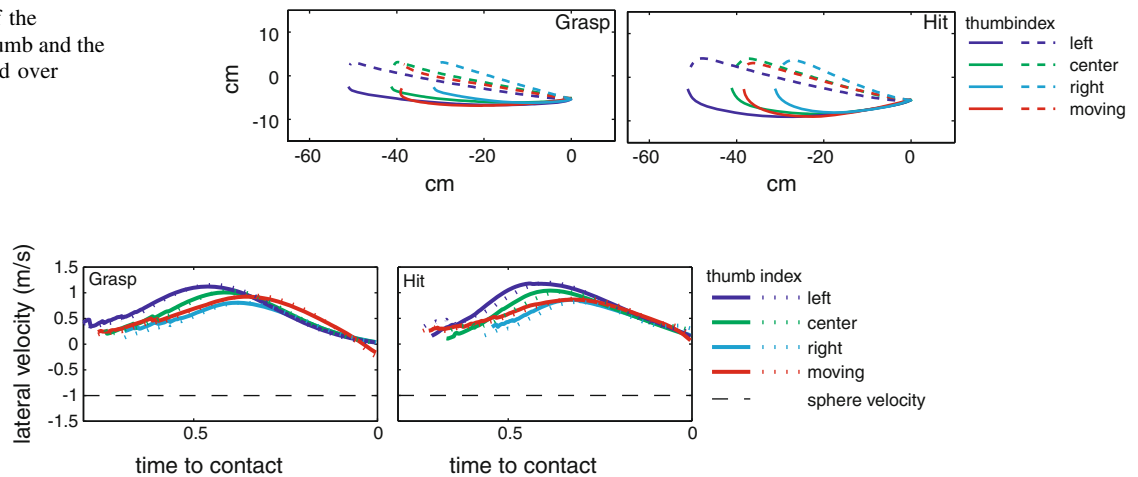 f the
umb and the
d over
Grasp
Hit
thumbindex
left
center
right
moving
10
0
-10
cm
-60
-40
-20
0
-60
-40
-20
0
cm
cm
lateral velocity (m/s)
1.5
1
0.5
0
-0.5
-1
-1.5
Grasp
Hit
thumb index
left
center
right
moving
sphere velocity
0.5
0
0.5
0
time to contact
time to contact